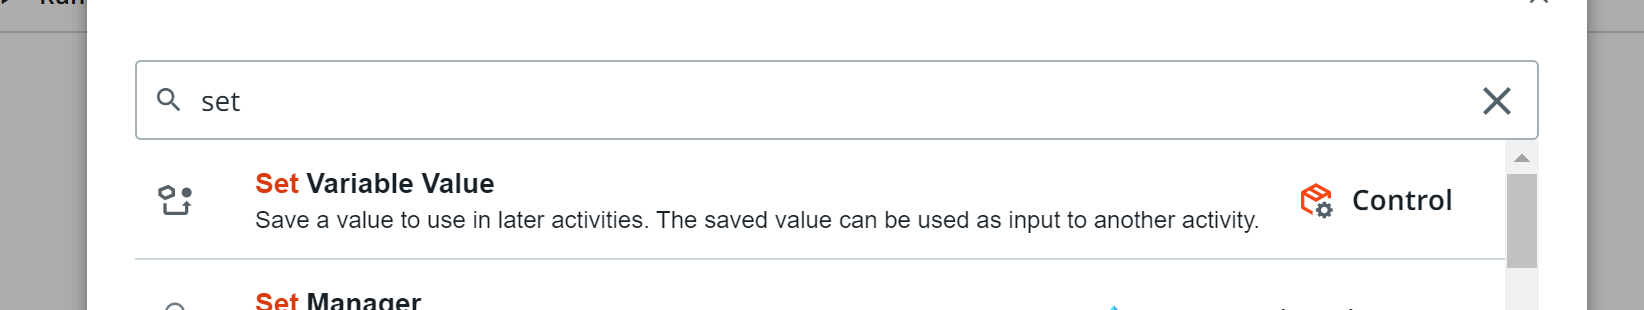 set
Set Variable Value
Save a value to use in later activities. The saved value can be used as input to another activity.
Control
Set Manager